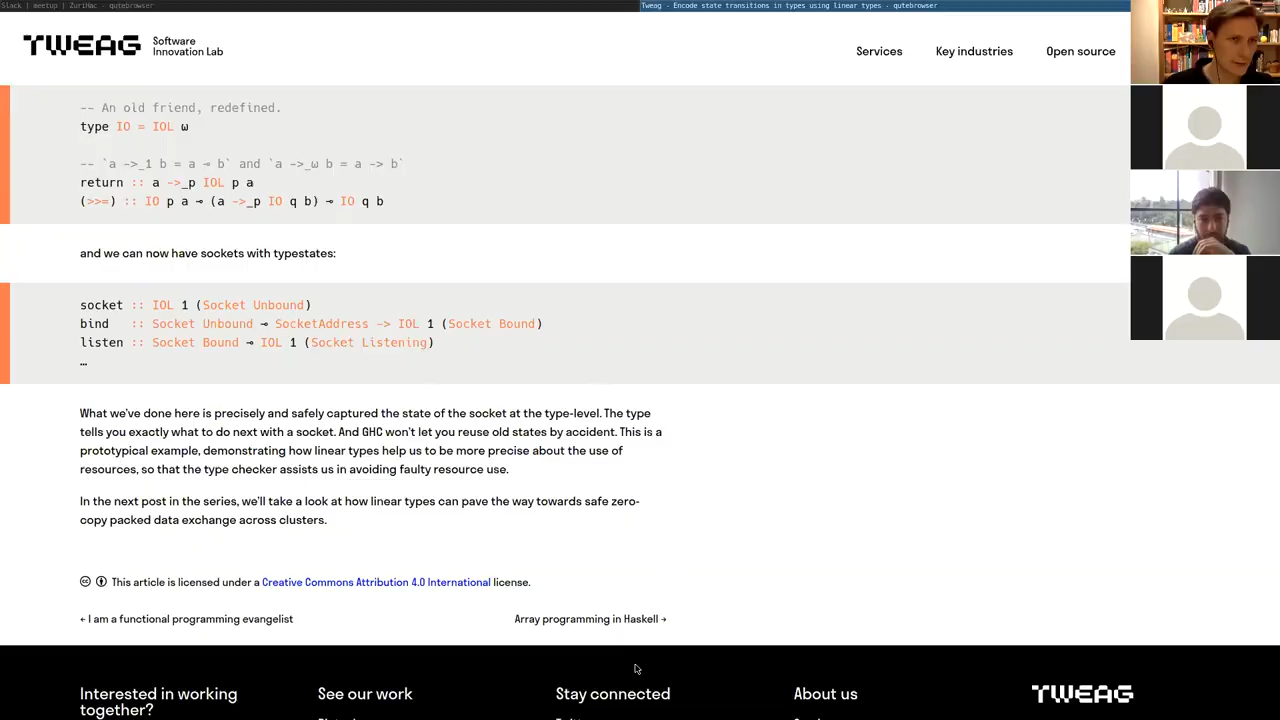 Slack | meetup | ZuriHac - qutebrowser
Tweag - Encode state transitions in types using linear types - qutebrowser
TWEAG Software
Innovation Lab
Services
Key industries
Open source
-- An old friend, redefined.
type IO = IOL ω
-- `a ->_1 b = a ⊸ b` and `a ->_ω b = a -> b`
return :: a ->_p IOL p a
(>>=) :: IO p a ⊸ (a ->_p IO q b) ⊸ IO q b
and we can now have sockets with typestates:
socket :: IOL 1 (Socket Unbound)
bind :: Socket Unbound ⊸ SocketAddress -> IOL 1 (Socket Bound)
listen :: Socket Bound ⊸ IOL 1 (Socket Listening)
…
What we’ve done here is precisely and safely captured the state of the socket at the type-level. The type
tells you exactly what to do next with a socket. And GHC won’t let you reuse old states by accident. This is a
prototypical example, demonstrating how linear types help us to be more precise about the use of
resources, so that the type checker assists us in avoiding faulty resource use.
In the next post in the series, we’ll take a look at how linear types can pave the way towards safe zero-
copy packed data exchange across clusters.
This article is licensed under a Creative Commons Attribution 4.0 International license.
← I am a functional programming evangelist
Array programming in Haskell →
Interested in working
together?
See our work
Stay connected
About us
TWEAG